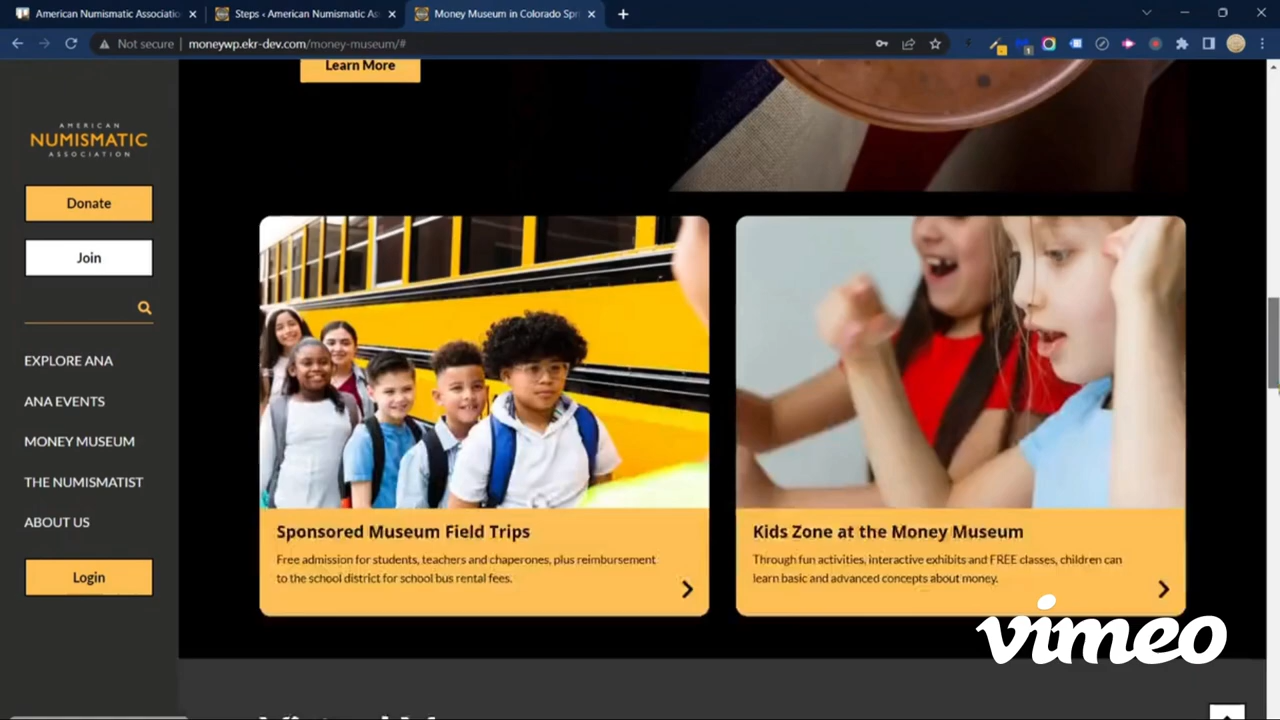 American Numismatic Associatio
Steps ‹ American Numismatic As
Money Museum in Colorado Spr
Not secure
moneywp.ekr-dev.com/money-museum/#
Learn More
AMERICAN
NUMISMATIC
ASSOCIATION
Donate
Join
EXPLORE ANA
ANA EVENTS
MONEY MUSEUM
THE NUMISMATIST
ABOUT US
Login
Sponsored Museum Field Trips
Free admission for students, teachers and chaperones, plus reimbursement
to the school district for school bus rental fees.
Kids Zone at the Money Museum
Through fun activities, interactive exhibits and FREE classes, children can
learn basic and advanced concepts about money.
vimeo